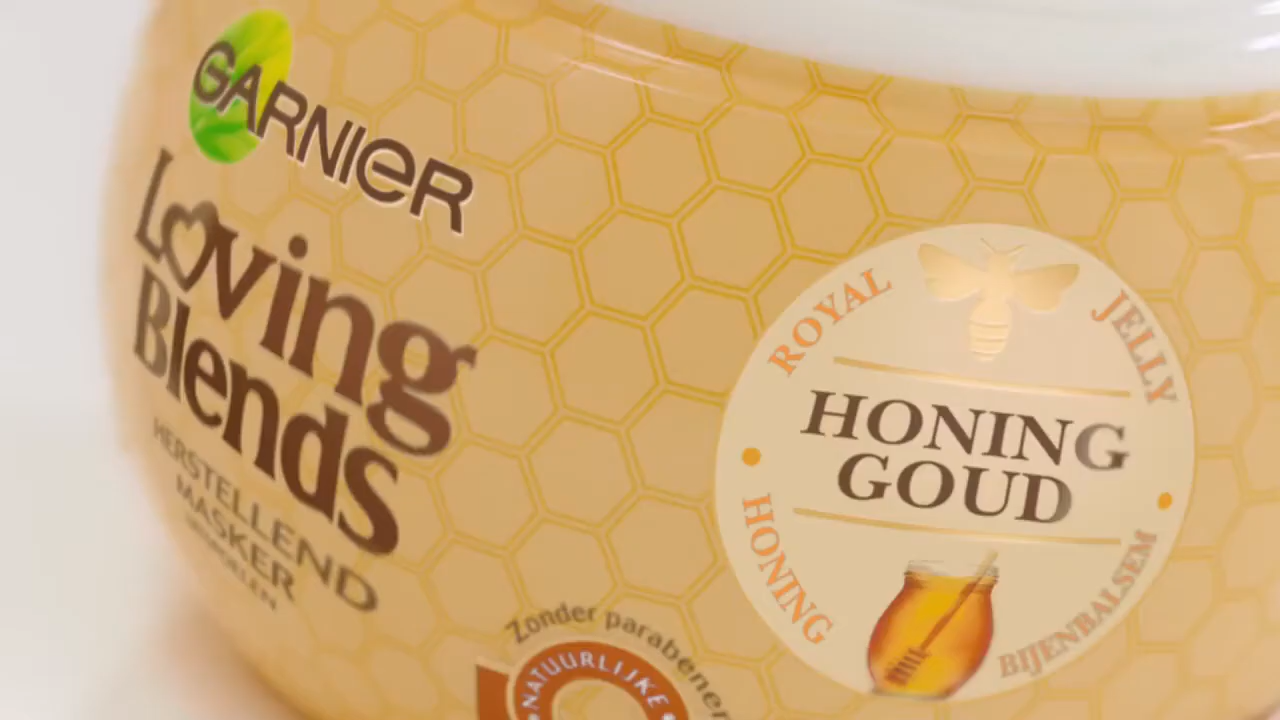 GARNIER
Loving
Blends
HERSTELLEND
MASKER
ROYAL JELLY
HONING
GOUD
HONING
BIJENBALSEM
Zonder parabenen
NATUURLIJKE